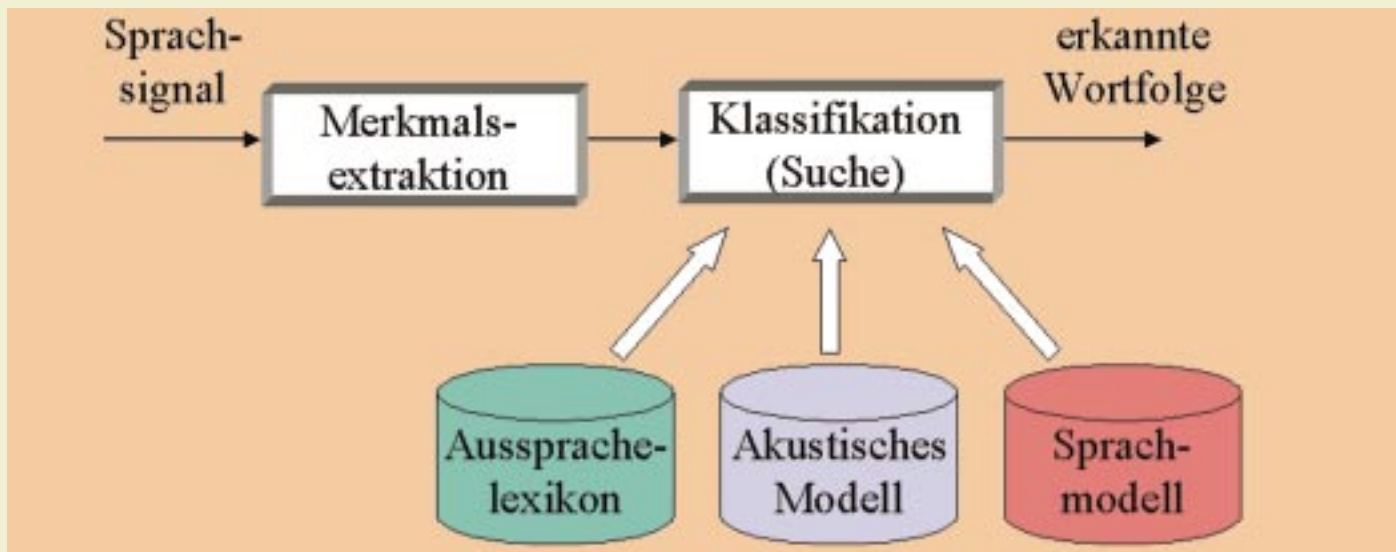 Sprach-
signal
Merkmals-
extraktion
Klassifikation
(Suche)
erkannte
Wortfolge
Aussprache-
lexikon
Akustisches
Modell
Sprach-
modell